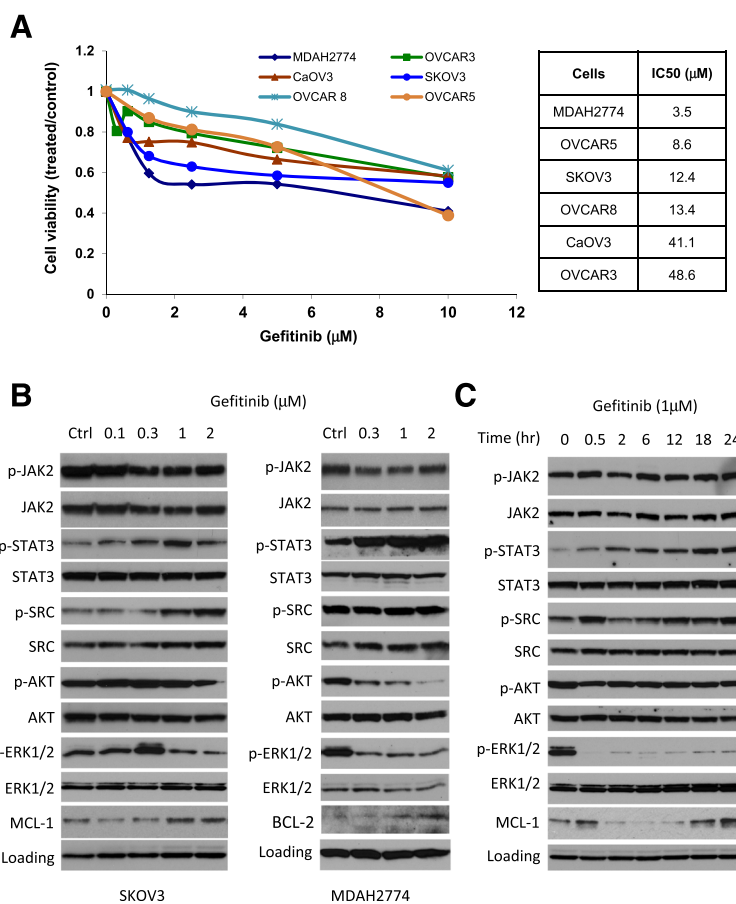 A
Cell viability (treated/control)
1.2
1
0.8
0.6
0.4
0.2
0
0 2 4 6 8 10 12
Gefitinib (μM)
MDAH2774 OVCAR3
CaOV3 SKOV3
OVCAR 8 OVCAR5
Cells IC50 (μM)
MDAH2774 3.5
OVCAR5 8.6
SKOV3 12.4
OVCAR8 13.4
CaOV3 41.1
OVCAR3 48.6
B
Gefitinib (μM)
Ctrl 0.1 0.3 1 2
p-JAK2
JAK2
p-STAT3
STAT3
p-SRC
SRC
p-AKT
AKT
-ERK1/2
ERK1/2
MCL-1
Loading
SKOV3
Ctrl 0.3 1 2
p-JAK2
JAK2
p-STAT3
STAT3
p-SRC
SRC
p-AKT
AKT
p-ERK1/2
ERK1/2
BCL-2
Loading
MDAH2774
C
Gefitinib (1μM)
Time (hr) 0 0.5 2 6 12 18 24
p-JAK2
JAK2
p-STAT3
STAT3
p-SRC
SRC
p-AKT
AKT
p-ERK1/2
ERK1/2
MCL-1
Loading